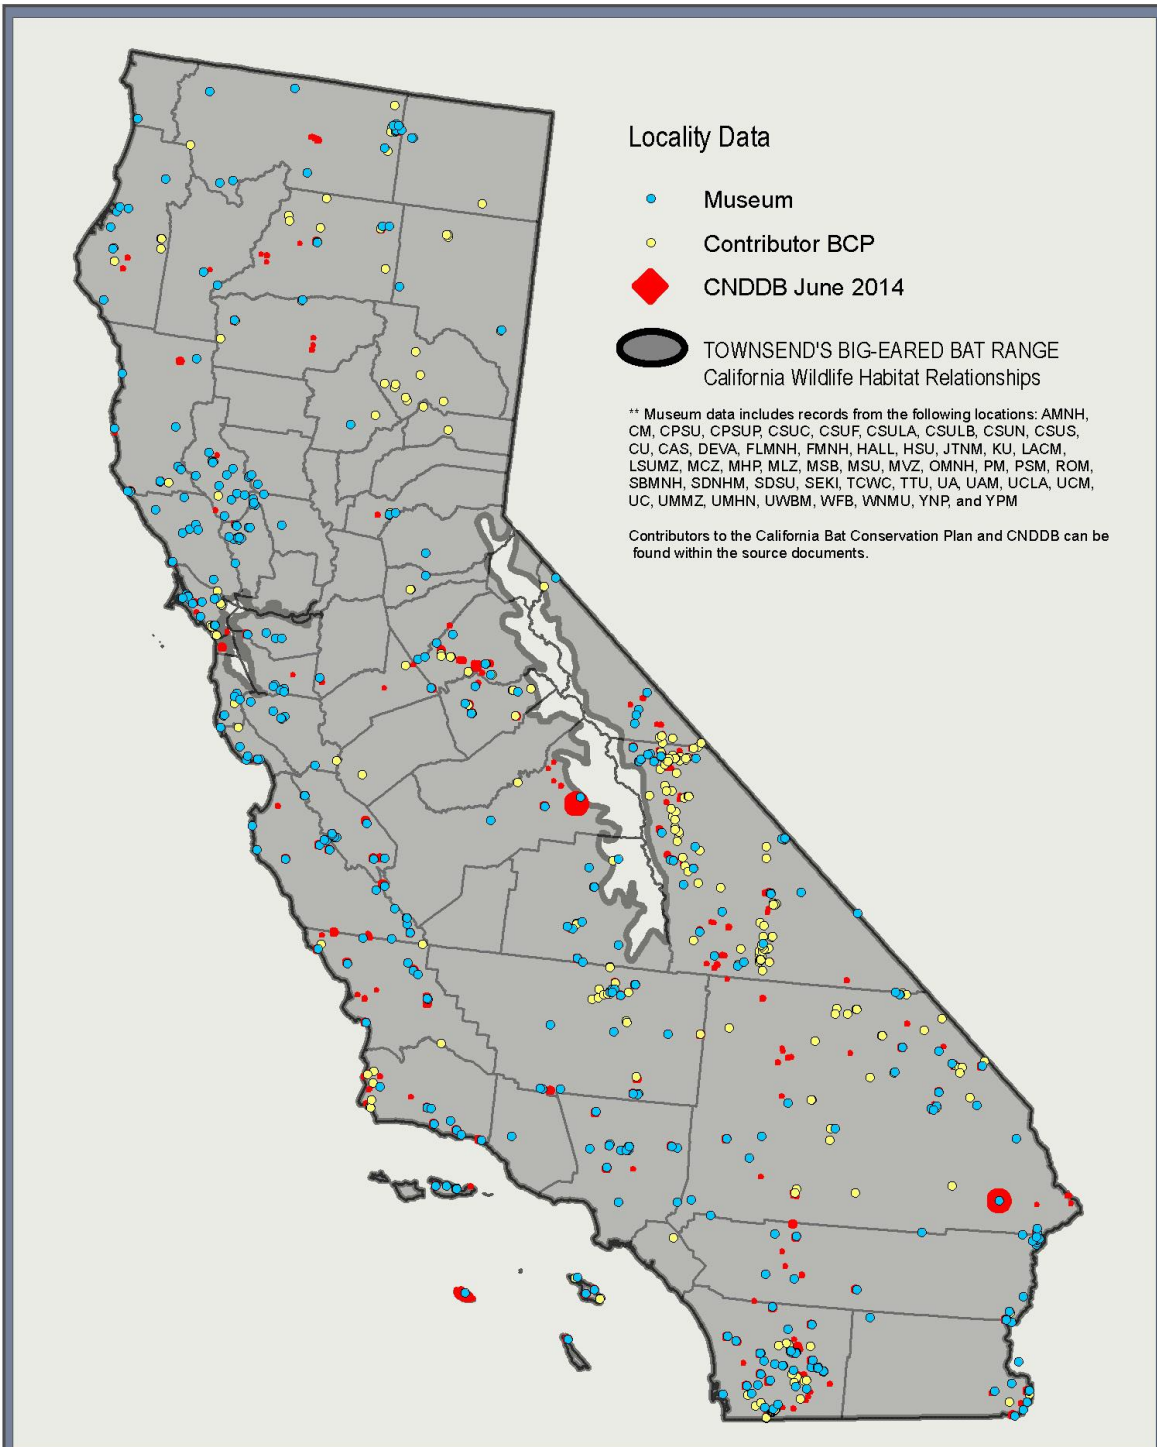 Locality Data
Museum
Contributor BCP
CNDDB June 2014
TOWNSEND'S BIG-EARED BAT RANGE
California Wildlife Habitat Relationships
** Museum data includes records from the following locations: AMNH,
CM, CPSU, CPSUP, CSUC, CSUF, CSULA, CSULB, CSUN, CSUS,
CU, CAS, DEVA, FLMNH, FMNH, HALL, HSU, JTNM, KU, LACM,
LSUMZ, MCZ, MHP, MLZ, MSB, MSU, MVZ, OMNH, PM, PSM, ROM,
SBMNH, SDNHM, SDSU, SEKI, TCWC, TTU, UA, UAM, UCLA, UCM,
UC, UMMZ, UMHN, UWBM, WFB, WNMU, YNP, and YPM
Contributors to the California Bat Conservation Plan and CNDDB can be
found within the source documents.